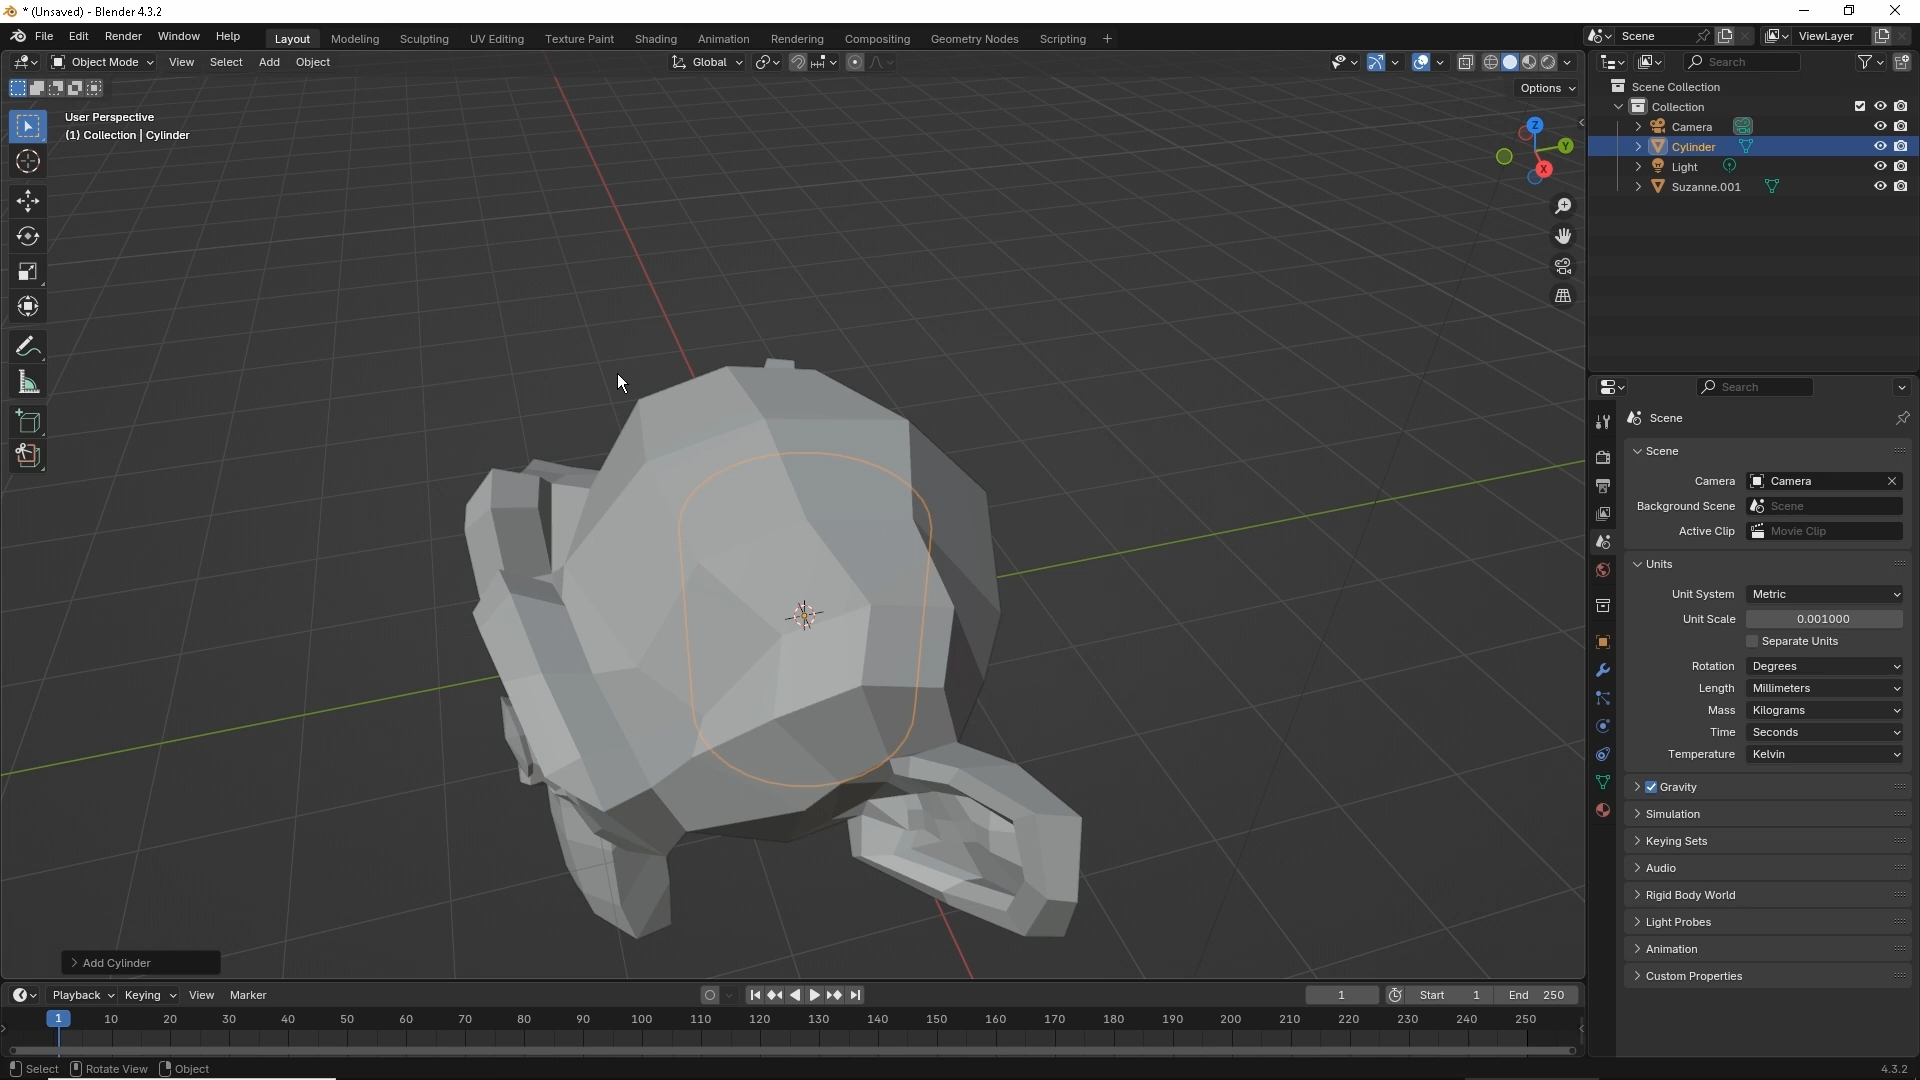 * (Unsaved) - Blender 4.3.2
File Edit Render Window Help Layout Modeling Sculpting UV Editing Texture Paint Shading Animation Rendering Compositing Geometry Nodes Scripting + Scene ViewLayer
Object Mode View Select Add Object Global Search
Options
User Perspective
(1) Collection | Cylinder
Z
Y
X
Scene Collection
Collection
Camera
Cylinder
Light
Suzanne.001
Search
Scene
Scene
Camera Camera
Background Scene Scene
Active Clip Movie Clip
Units
Unit System Metric
Unit Scale 0.001000
Separate Units
Rotation Degrees
Length Millimeters
Mass Kilograms
Time Seconds
Temperature Kelvin
Gravity
Simulation
Keying Sets
Audio
Rigid Body World
Light Probes
Animation
Custom Properties
Add Cylinder
Playback Keying View Marker 1 Start 1 End 250
1 10 20 30 40 50 60 70 80 90 100 110 120 130 140 150 160 170 180 190 200 210 220 230 240 250
Select Rotate View Object 4.3.2